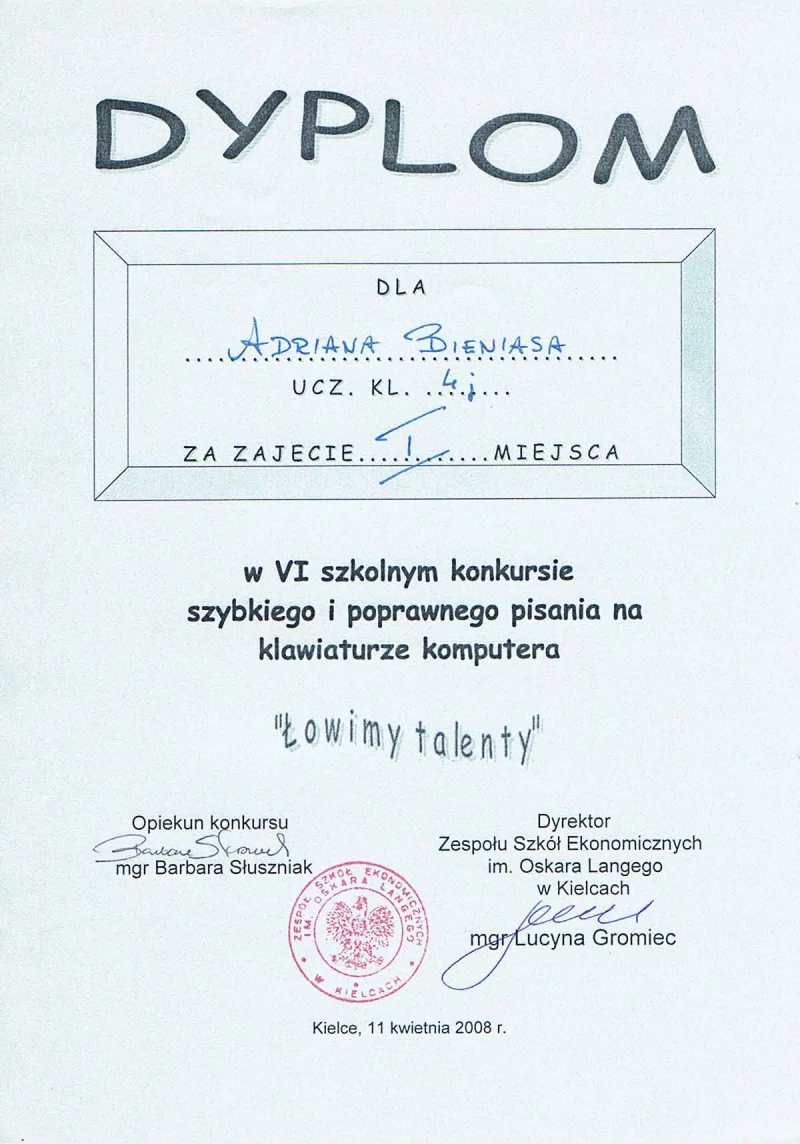 DYPLOM
DLA
....ADRIANA BIENIASA....
UCZ. KL. ..4j...
ZA ZAJECIE....I.......MIEJSCA
w VI szkolnym konkursie
szybkiego i poprawnego pisania na
klawiaturze komputera
"Łowimy talenty"
Opiekun konkursu
mgr Barbara Słuszniak
Dyrektor
Zespołu Szkół Ekonomicznych
im. Oskara Langego
w Kielcach
mgr Lucyna Gromiec
ZESPÓŁ SZKÓŁ EKONOMICZNYCH
IM. OSKARA LANGEGO
* W KIELCACH *
Kielce, 11 kwietnia 2008 r.